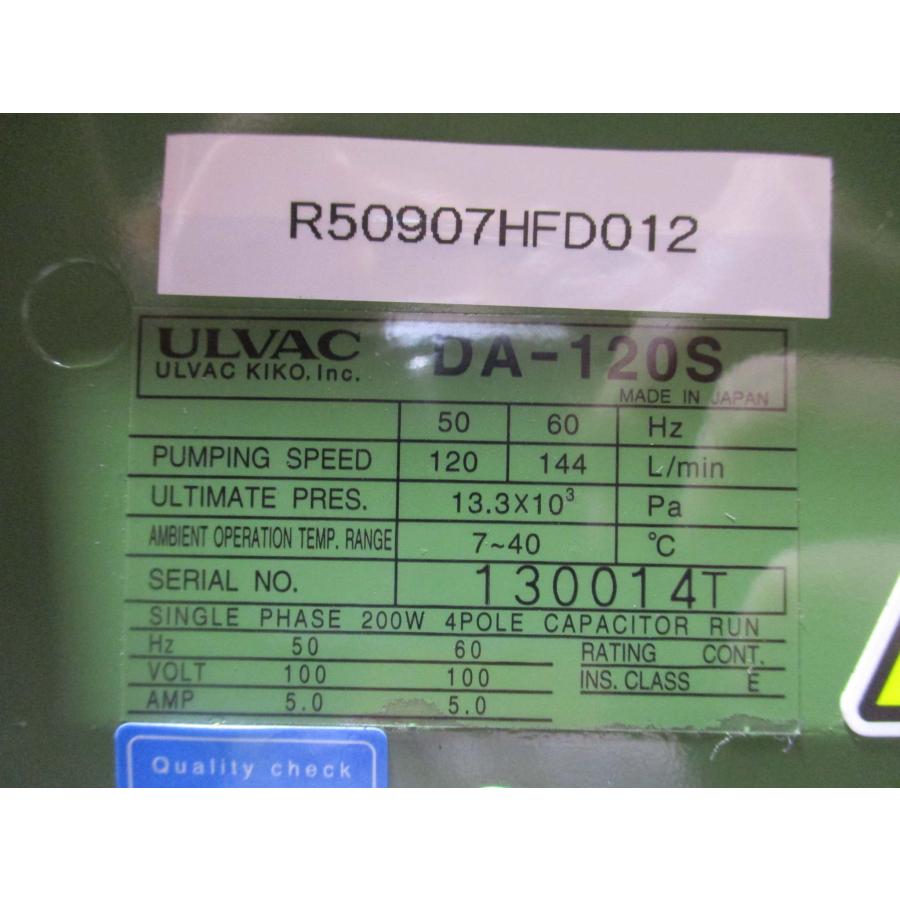 R50907HFD012
ULVAC DA-120S
ULVAC KIKO, Inc.
MADE IN JAPAN
50 60 Hz
PUMPING SPEED 120 144 L/min
ULTIMATE PRES. 13.3X10³ Pa
AMBIENT OPERATION TEMP. RANGE 7~40 °C
SERIAL NO. 130014T
SINGLE PHASE 200W 4POLE CAPACITOR RUN
Hz 50 60 RATING CONT.
VOLT 100 100 INS. CLASS E
AMP 5.0 5.0
Quality check